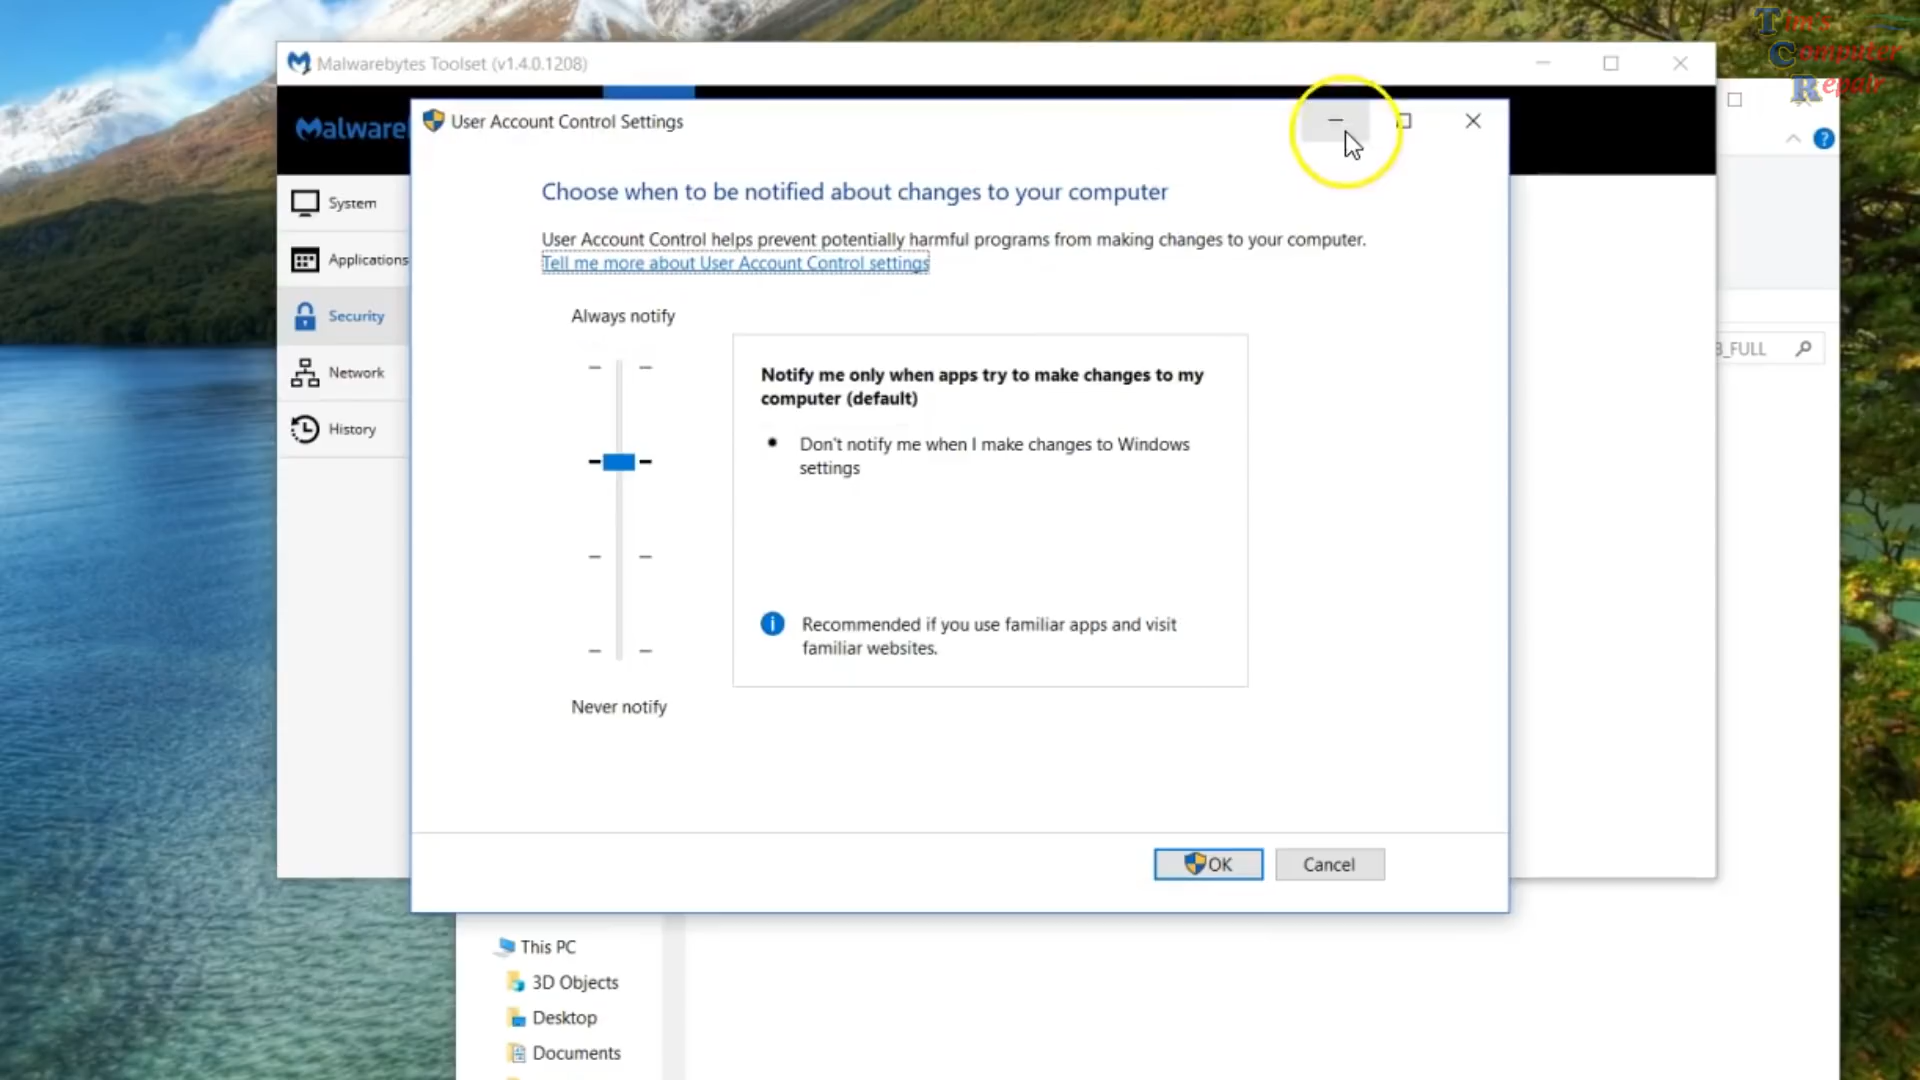 Tim's
Computer
Repair
Malwarebytes Toolset (v1.4.0.1208)
User Account Control Settings
Choose when to be notified about changes to your computer
User Account Control helps prevent potentially harmful programs from making changes to your computer.
Tell me more about User Account Control settings
System
Applications
Security
Network
History
Always notify
Notify me only when apps try to make changes to my
computer (default)
• Don't notify me when I make changes to Windows
settings
Recommended if you use familiar apps and visit
familiar websites.
Never notify
OK
Cancel
This PC
3D Objects
Desktop
Documents